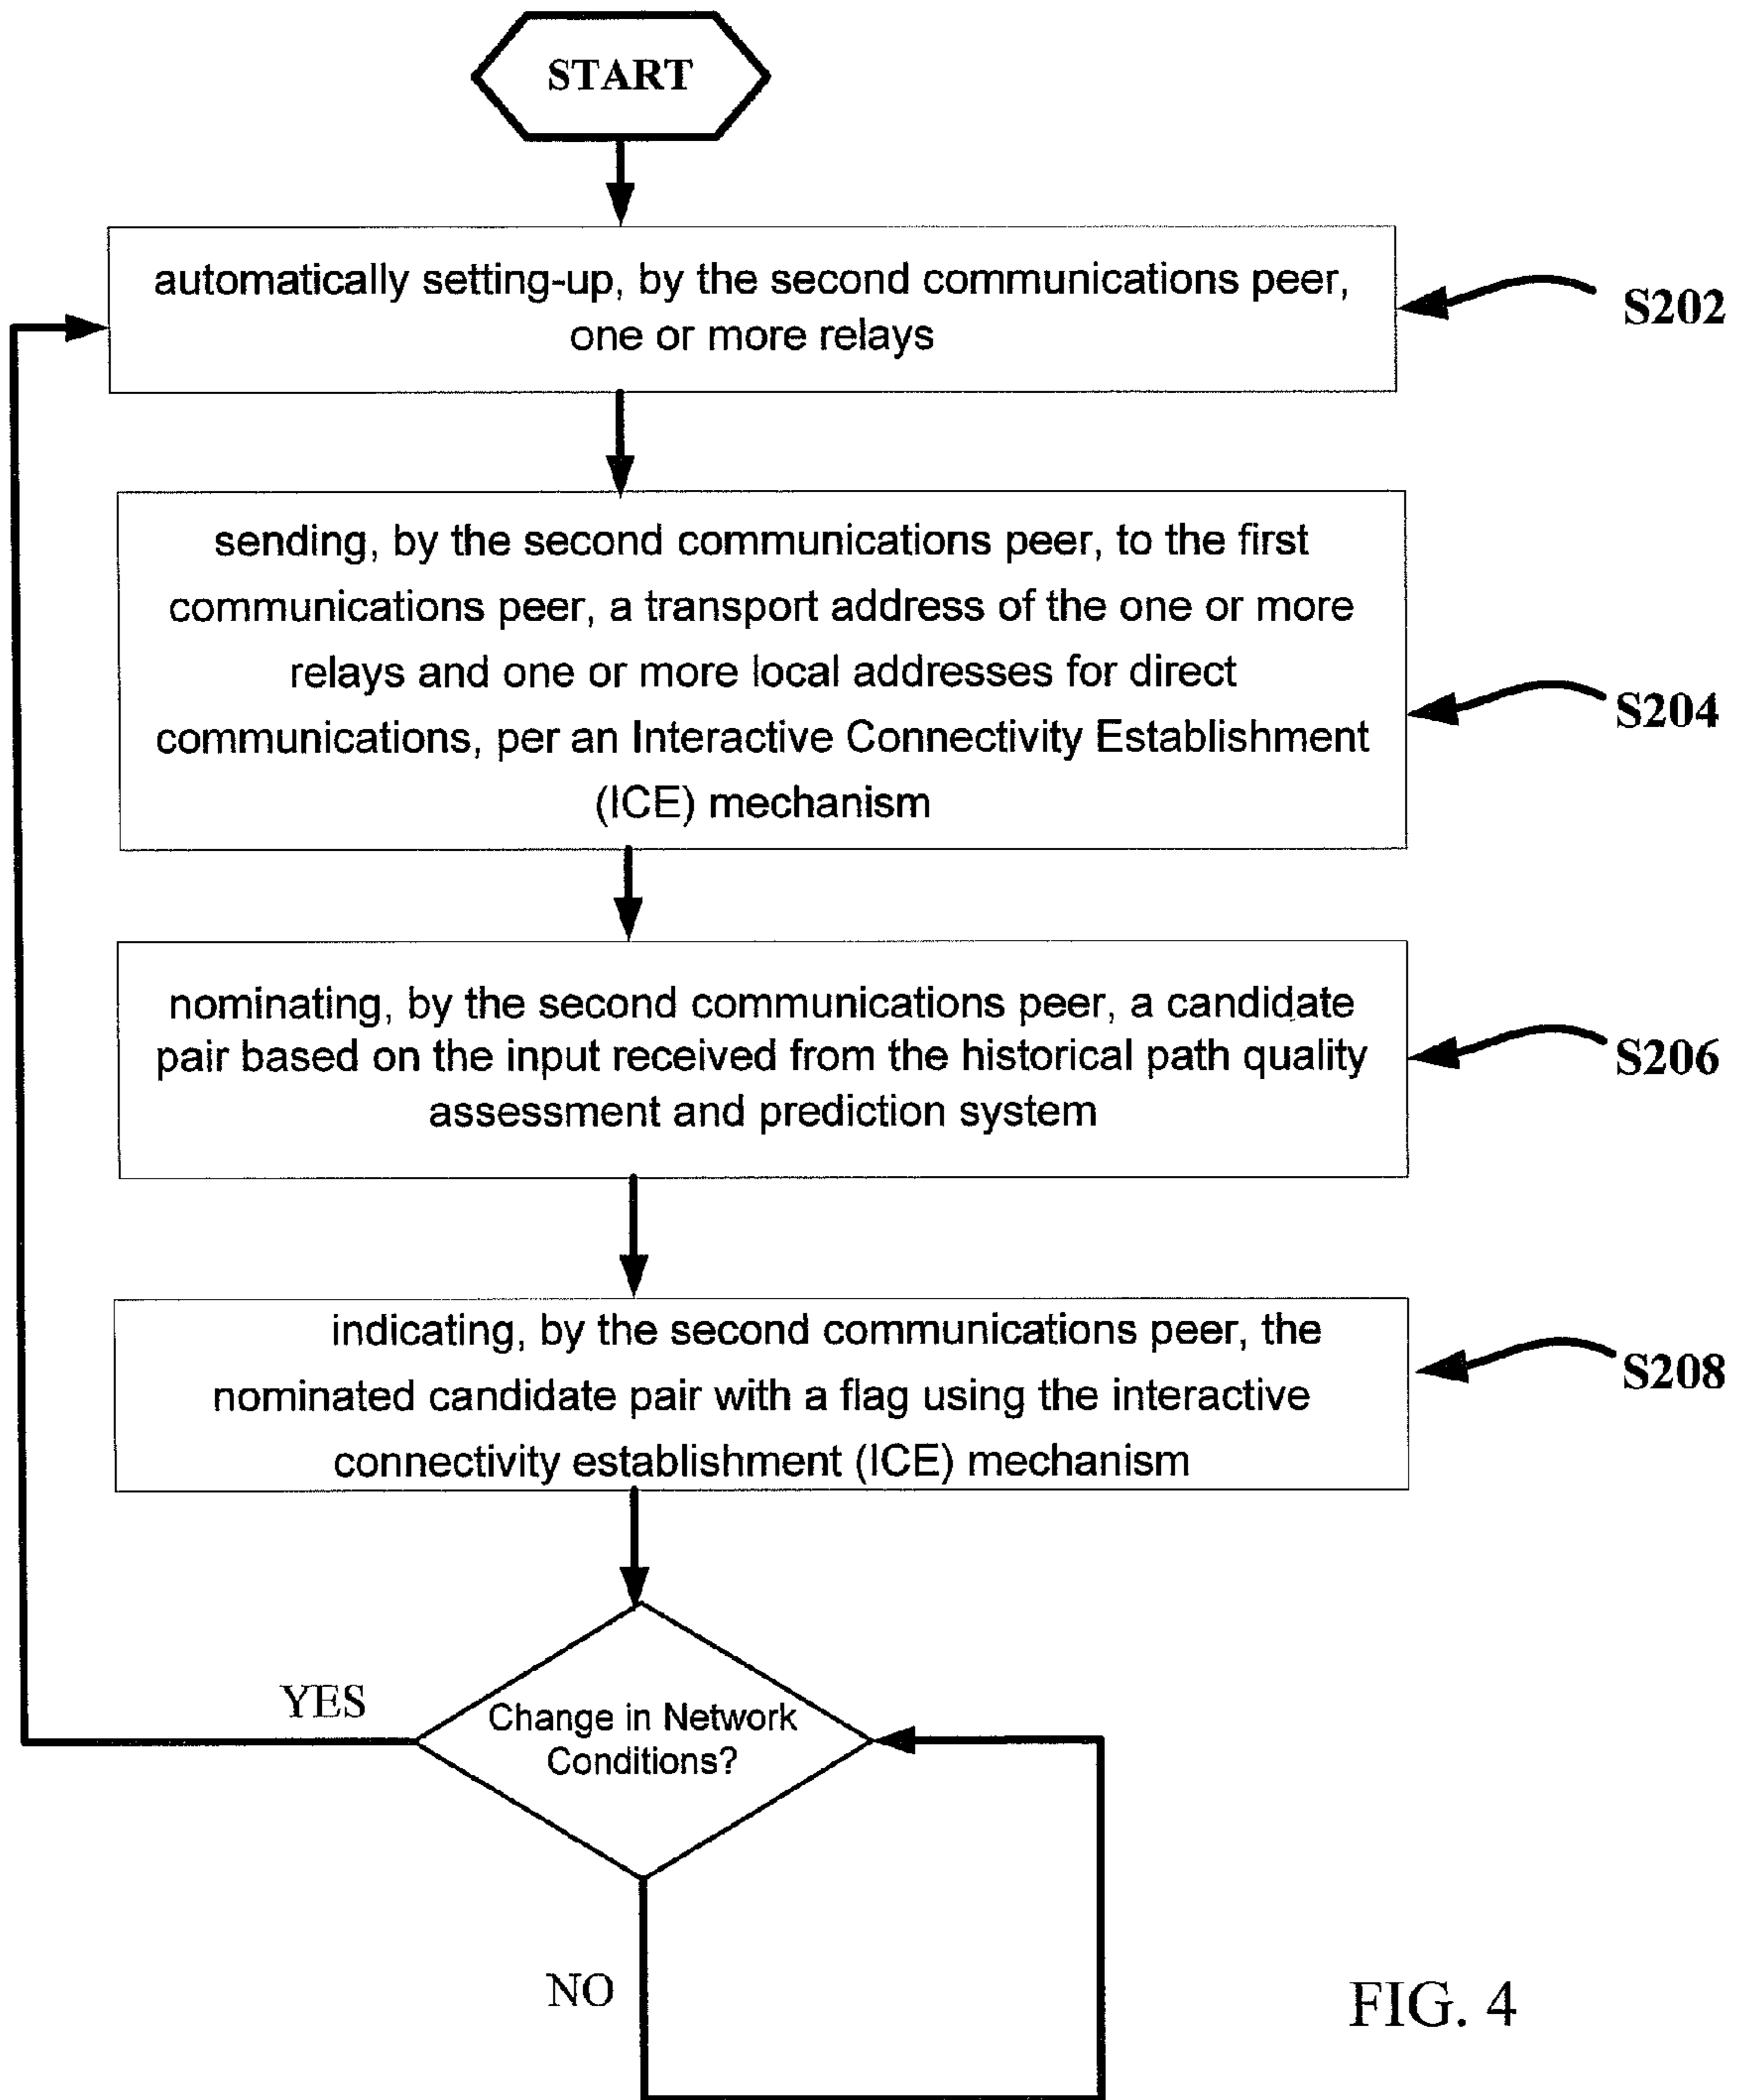 START
automatically setting-up, by the second communications peer,
one or more relays
S202
sending, by the second communications peer, to the first
communications peer, a transport address of the one or more
relays and one or more local addresses for direct
communications, per an Interactive Connectivity Establishment
(ICE) mechanism
S204
nominating, by the second communications peer, a candidate
pair based on the input received from the historical path quality
assessment and prediction system
S206
indicating, by the second communications peer, the
nominated candidate pair with a flag using the interactive
connectivity establishment (ICE) mechanism
S208
YES
Change in Network
Conditions?
NO
FIG. 4